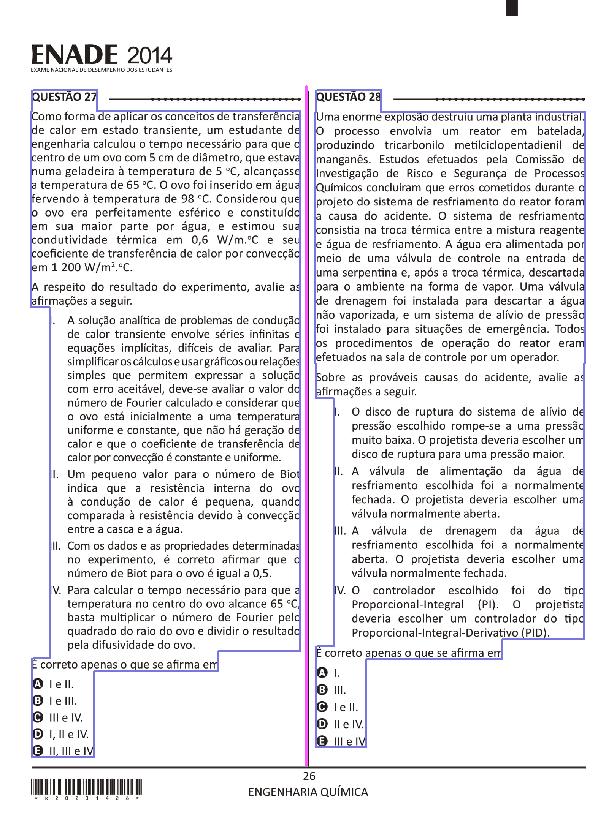 ENADE 2014
EXAME NACIONAL DE DESEMPENHO DOS ESTUDANTES
QUESTÃO 27
Como forma de aplicar os conceitos de transferência
de calor em estado transiente, um estudante de
engenharia calculou o tempo necessário para que o
centro de um ovo com 5 cm de diâmetro, que estava
numa geladeira à temperatura de 5 ºC, alcançasse
a temperatura de 65 ºC. O ovo foi inserido em água
fervendo à temperatura de 98 ºC. Considerou que
o ovo era perfeitamente esférico e constituído
em sua maior parte por água, e estimou sua
condutividade térmica em 0,6 W/m.ºC e seu
coeficiente de transferência de calor por convecção
em 1 200 W/m².ºC.
A respeito do resultado do experimento, avalie as
afirmações a seguir.
I. A solução analítica de problemas de condução
de calor transiente envolve séries infinitas e
equações implícitas, difíceis de avaliar. Para
simplificar os cálculos e usar gráficos ou relações
simples que permitem expressar a solução
com erro aceitável, deve-se avaliar o valor do
número de Fourier calculado e considerar que
o ovo está inicialmente a uma temperatura
uniforme e constante, que não há geração de
calor e que o coeficiente de transferência de
calor por convecção é constante e uniforme.
II. Um pequeno valor para o número de Biot
indica que a resistência interna do ovo
à condução de calor é pequena, quando
comparada à resistência devido à convecção
entre a casca e a água.
III. Com os dados e as propriedades determinadas
no experimento, é correto afirmar que o
número de Biot para o ovo é igual a 0,5.
IV. Para calcular o tempo necessário para que a
temperatura no centro do ovo alcance 65 ºC,
basta multiplicar o número de Fourier pelo
quadrado do raio do ovo e dividir o resultado
pela difusividade do ovo.
É correto apenas o que se afirma em
A I e II.
B I e III.
C III e IV.
D I, II e IV.
E II, III e IV
QUESTÃO 28
Uma enorme explosão destruiu uma planta industrial.
O processo envolvia um reator em batelada,
produzindo tricarbonilo metilciclopentadienil de
manganês. Estudos efetuados pela Comissão de
Investigação de Risco e Segurança de Processos
Químicos concluíram que erros cometidos durante o
projeto do sistema de resfriamento do reator foram
a causa do acidente. O sistema de resfriamento
consistia na troca térmica entre a mistura reagente
e água de resfriamento. A água era alimentada por
meio de uma válvula de controle na entrada de
uma serpentina e, após a troca térmica, descartada
para o ambiente na forma de vapor. Uma válvula
de drenagem foi instalada para descartar a água
não vaporizada, e um sistema de alívio de pressão
foi instalado para situações de emergência. Todos
os procedimentos de operação do reator eram
efetuados na sala de controle por um operador.
Sobre as prováveis causas do acidente, avalie as
afirmações a seguir.
I. O disco de ruptura do sistema de alívio de
pressão escolhido rompe-se a uma pressão
muito baixa. O projetista deveria escolher um
disco de ruptura para uma pressão maior.
II. A válvula de alimentação da água de
resfriamento escolhida foi a normalmente
fechada. O projetista deveria escolher uma
válvula normalmente aberta.
III. A válvula de drenagem da água de
resfriamento escolhida foi a normalmente
aberta. O projetista deveria escolher uma
válvula normalmente fechada.
IV. O controlador escolhido foi do tipo
Proporcional-Integral (PI). O projetista
deveria escolher um controlador do tipo
Proporcional-Integral-Derivativo (PID).
É correto apenas o que se afirma em
A I.
B III.
C I e II.
D II e IV.
E III e IV
26
ENGENHARIA QUÍMICA